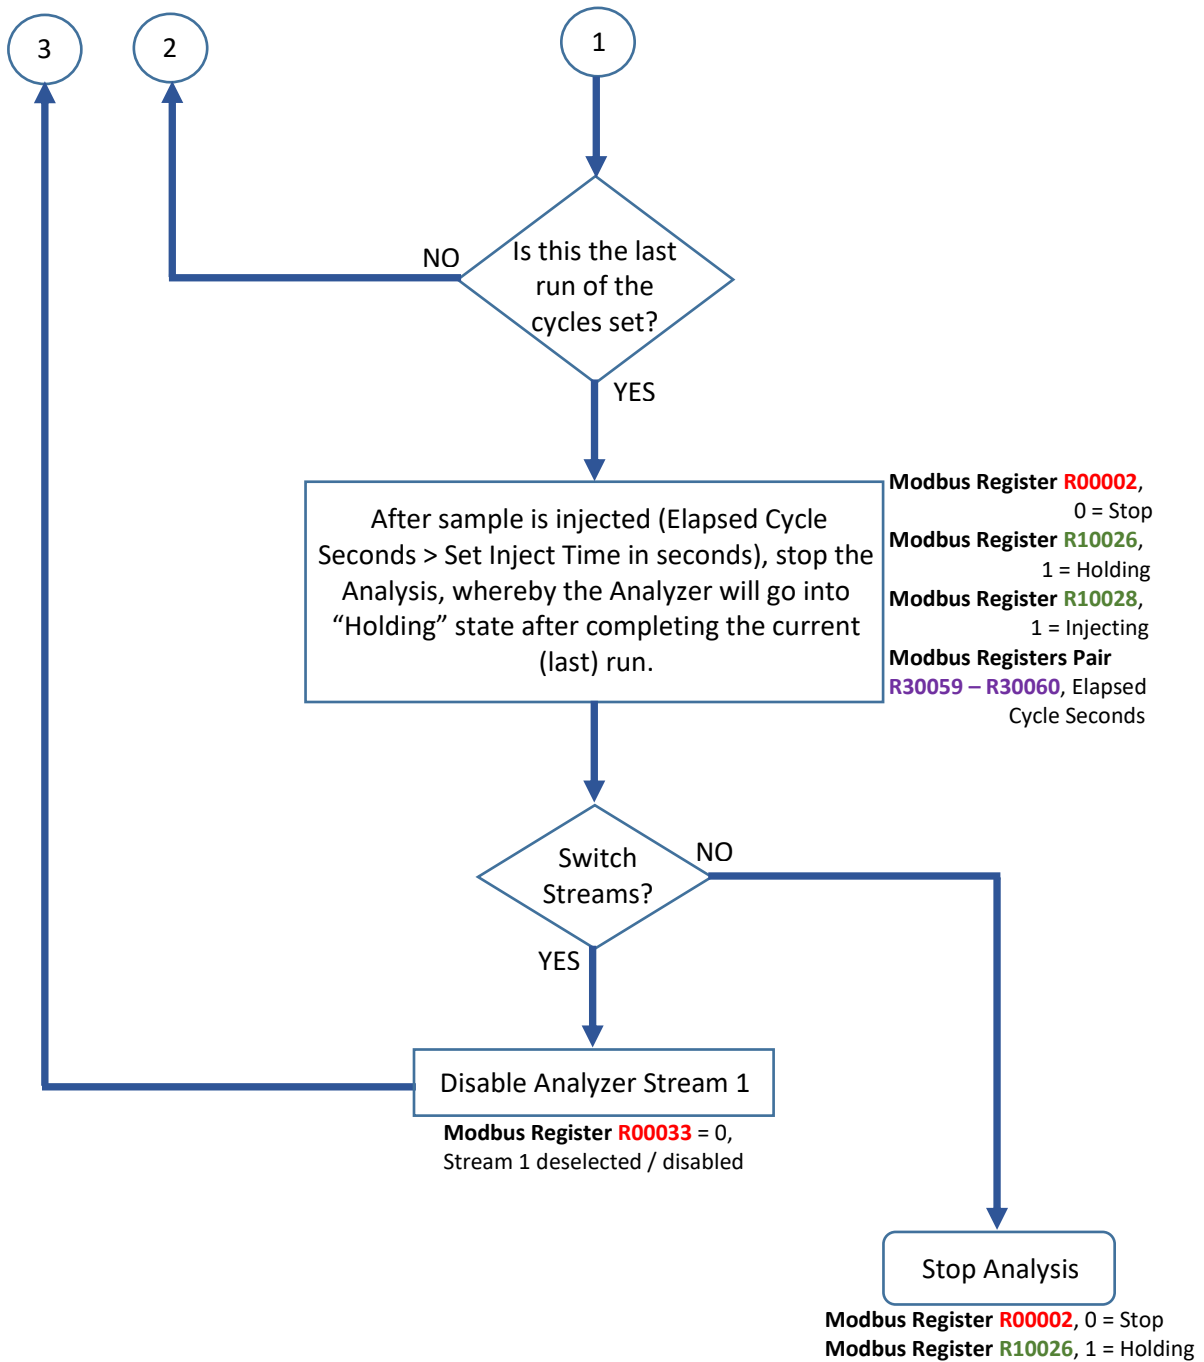 3
2
1
NO
Is this the last
run of the
cycles set?
YES
After sample is injected (Elapsed Cycle
Seconds > Set Inject Time in seconds), stop the
Analysis, whereby the Analyzer will go into
“Holding” state after completing the current
(last) run.
Modbus Register R00002,
0 = Stop
Modbus Register R10026,
1 = Holding
Modbus Register R10028,
1 = Injecting
Modbus Registers Pair
R30059 – R30060, Elapsed
Cycle Seconds
Switch
Streams?
NO
YES
Disable Analyzer Stream 1
Modbus Register R00033 = 0,
Stream 1 deselected / disabled
Stop Analysis
Modbus Register R00002, 0 = Stop
Modbus Register R10026, 1 = Holding